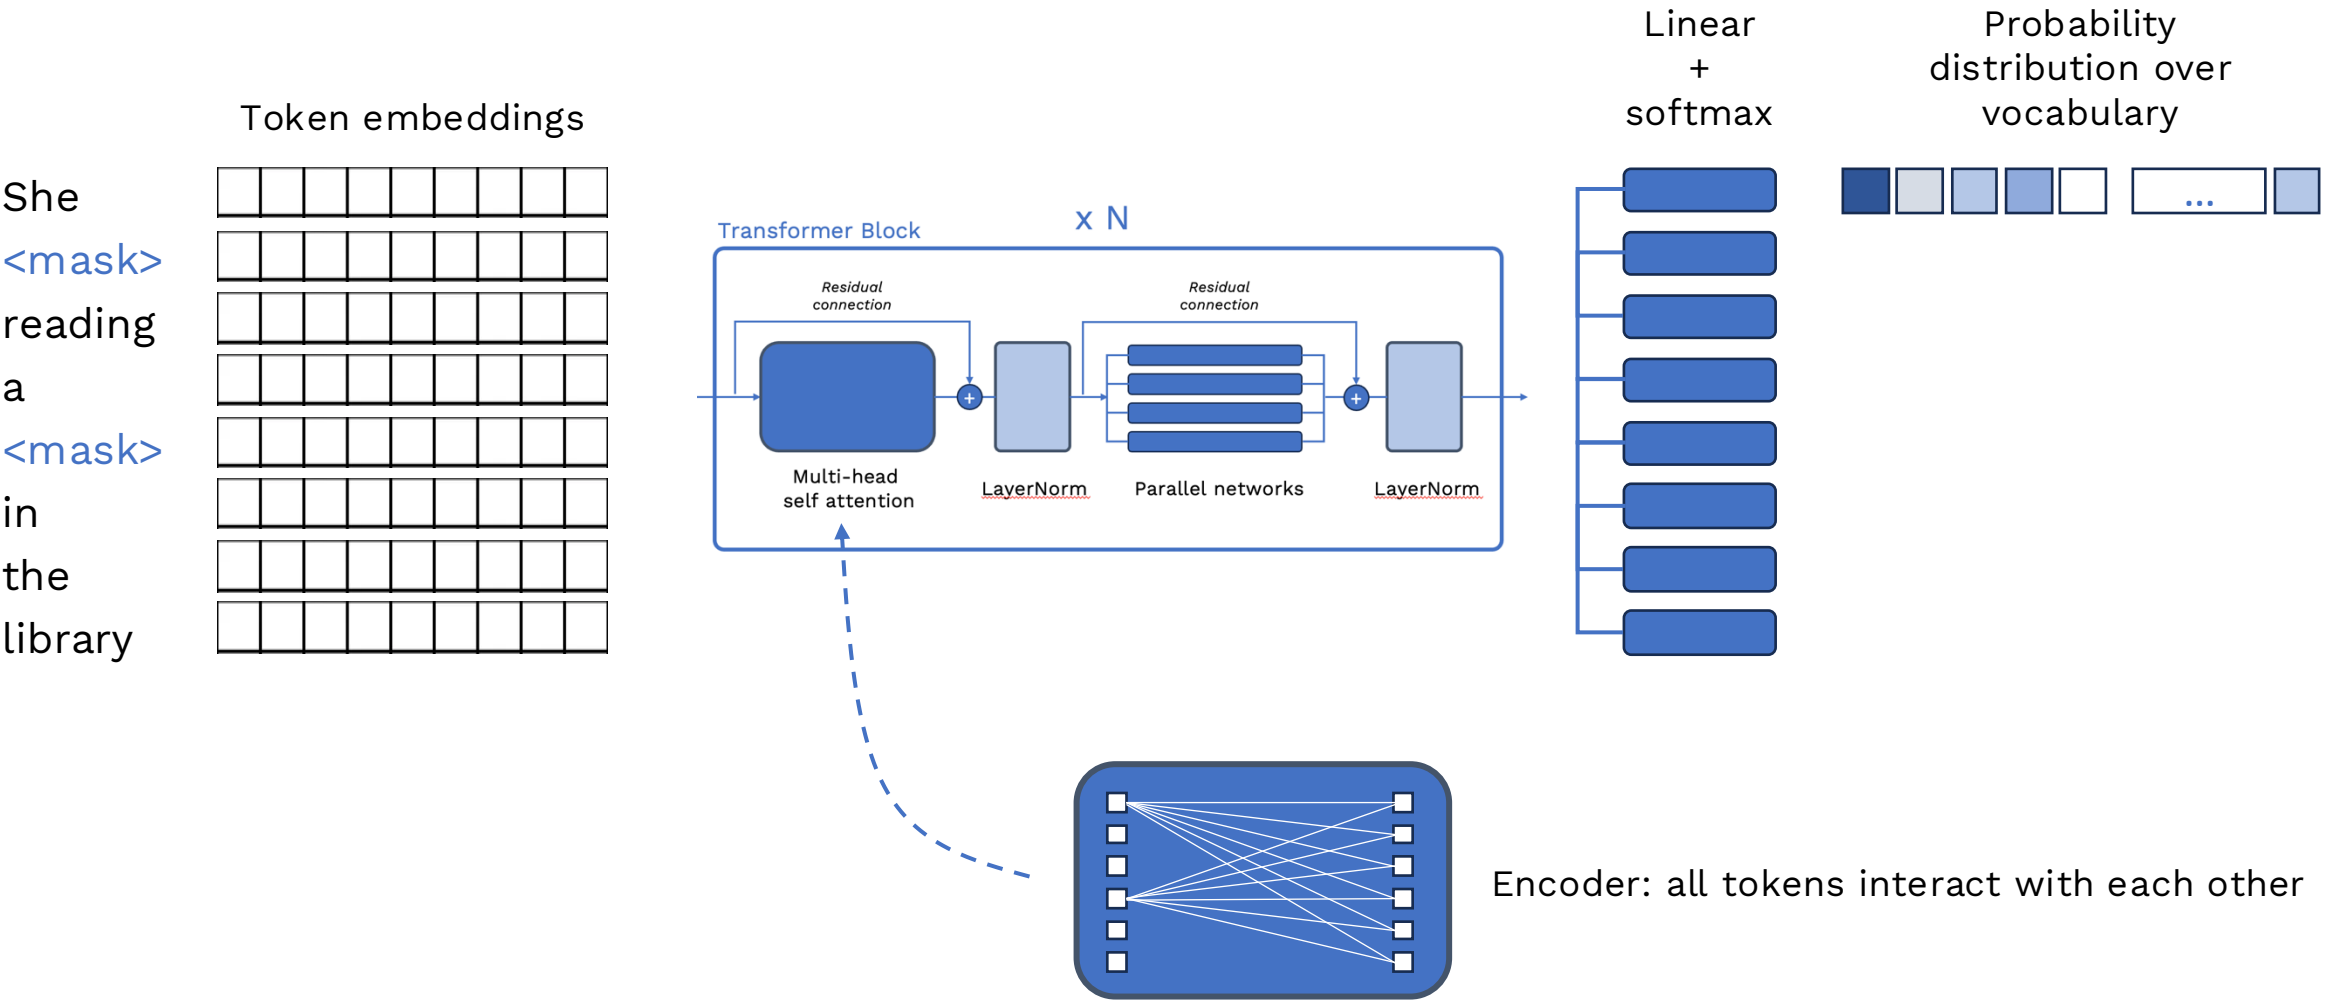 Linear
+
softmax
Probability
distribution over
vocabulary
Token embeddings
She
<mask>
reading
a
<mask>
in
the
library
Transformer Block
x N
Residual
connection
Residual
connection
+
+
Multi-head
self attention
LayerNorm
Parallel networks
LayerNorm
...
Encoder: all tokens interact with each other